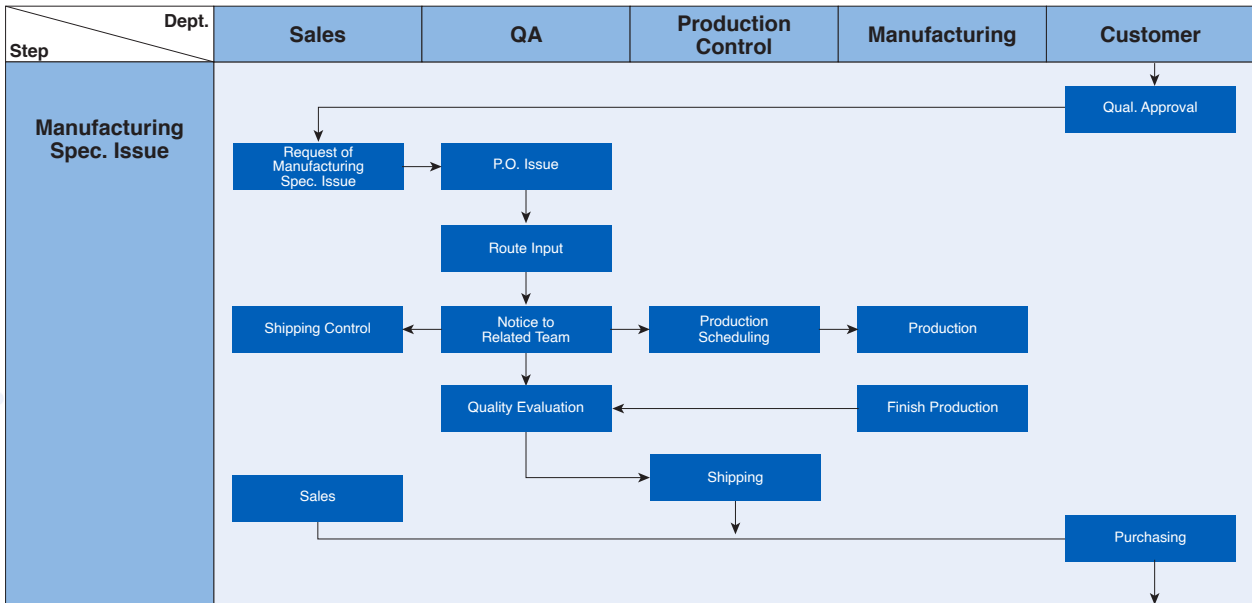 Dept.
Step
Sales
QA
Production
Control
Manufacturing
Customer
Manufacturing
Spec. Issue
Qual. Approval
Request of
Manufacturing
Spec. Issue
P.O. Issue
Route Input
Shipping Control
Notice to
Related Team
Production
Scheduling
Production
Quality Evaluation
Finish Production
Shipping
Sales
Purchasing